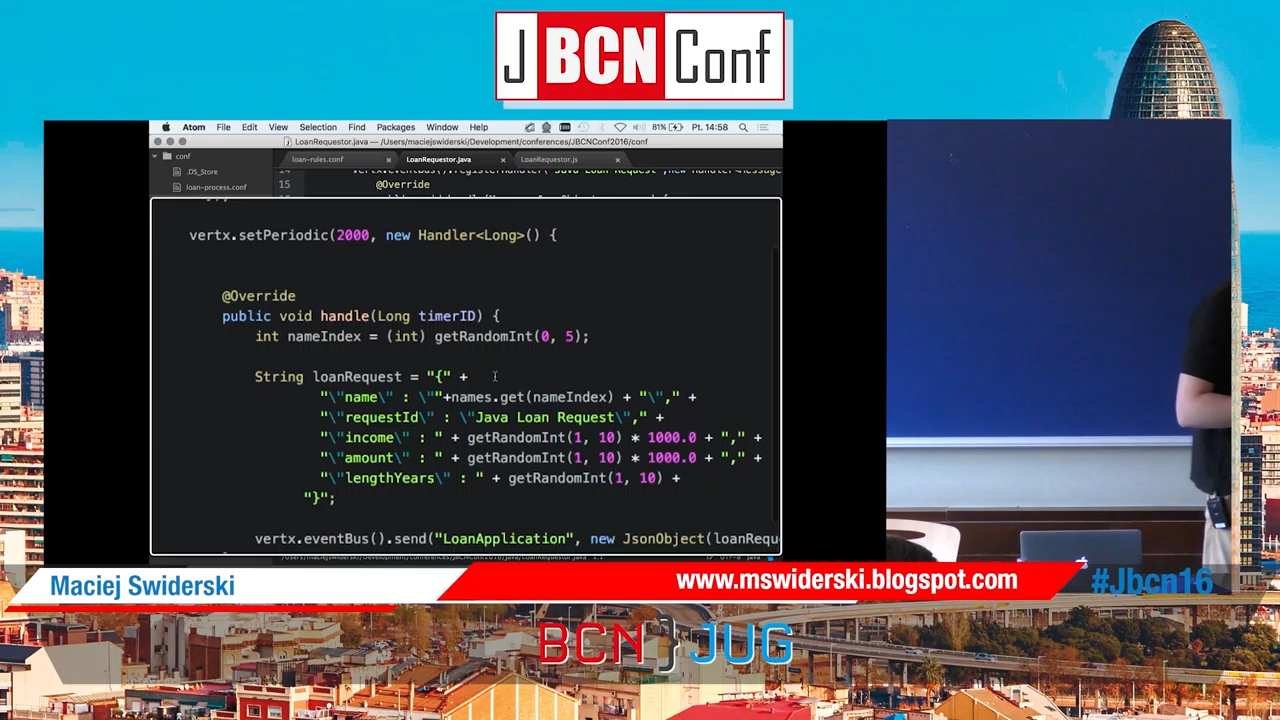 J BCN Conf
Atom File Edit View Selection Find Packages Window Help 81% Pt. 14:58
LoanRequestor.java — /Users/maciejswiderski/Development/conferences/JBCNConf2016/conf
conf
.DS_Store
loan-process.conf
loan-rules.conf × LoanRequestor.java × LoanRequestor.js ×
15 @Override
vertx.setPeriodic(2000, new Handler<Long>() {
@Override
public void handle(Long timerID) {
int nameIndex = (int) getRandomInt(0, 5);
String loanRequest = "{" +
"\"name\" : \""+names.get(nameIndex) + "\"," +
"\"requestId\" : \"Java Loan Request\"," +
"\"income\" : " + getRandomInt(1, 10) * 1000.0 + "," +
"\"amount\" : " + getRandomInt(1, 10) * 1000.0 + "," +
"\"lengthYears\" : " + getRandomInt(1, 10) +
"}";
vertx.eventBus().send("LoanApplication", new JsonObject(loanRequ
Maciej Swiderski
www.mswiderski.blogspot.com
#Jbcn16
BCN JUG